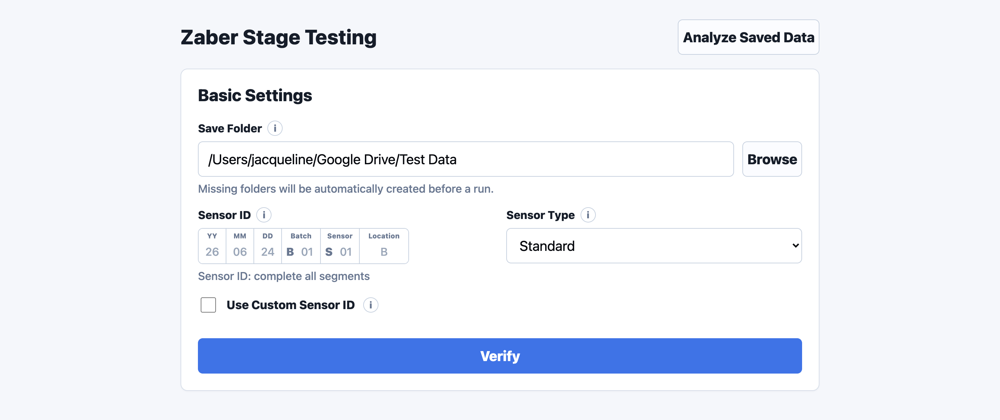 Zaber Stage Testing
Analyze Saved Data
Basic Settings
Save Folder i
/Users/jacqueline/Google Drive/Test Data
Browse
Missing folders will be automatically created before a run.
Sensor ID i
YY MM DD Batch Sensor Location
26 06 24 B 01 S 01 B
Sensor ID: complete all segments
Sensor Type i
Standard
Use Custom Sensor ID i
Verify